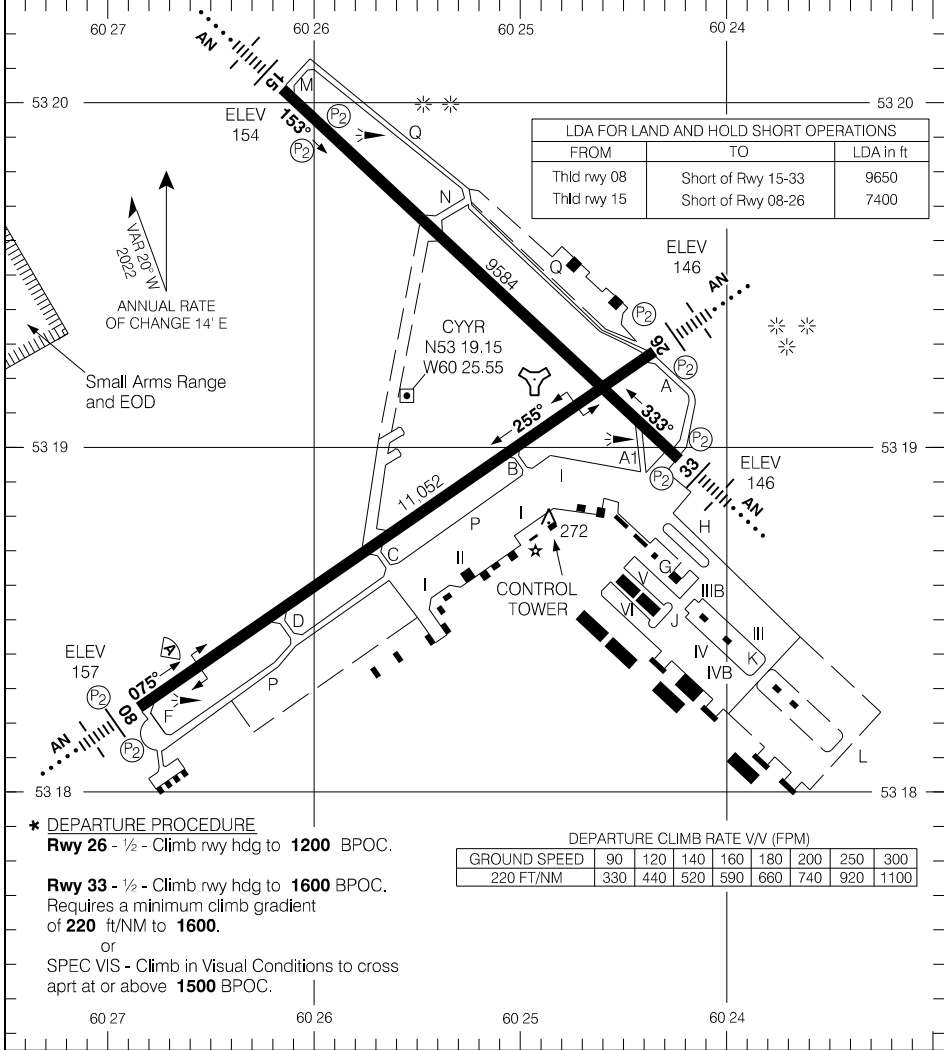 60 27 60 26 60 25 60 24
AN
15
M
53 20 53 20
ELEV
154
153°
P2
P2
Q
LDA FOR LAND AND HOLD SHORT OPERATIONS
FROM TO LDA in ft
Thld rwy 08 Short of Rwy 15-33 9650
Thld rwy 15 Short of Rwy 08-26 7400
N
VAR 20° W
2022
ANNUAL RATE
OF CHANGE 14' E
9584
Q
ELEV
146
AN
P2
26
P2
CYYR
N53 19.15
W60 25.55
Small Arms Range
and EOD
A
255°
333°
53 19 53 19
P2
33
P2
A1
ELEV
146
AN
B
I
11,052
P
I
I
272
H
C
II
I
CONTROL
TOWER
G
V
IIIB
VI
J
III
D
IV
K
IVB
ELEV
157
A
P2
075°
P
08
F
AN
P2
L
53 18 53 18
* DEPARTURE PROCEDURE
Rwy 26 - ½ - Climb rwy hdg to 1200 BPOC.
Rwy 33 - ½ - Climb rwy hdg to 1600 BPOC.
Requires a minimum climb gradient
of 220 ft/NM to 1600.
or
SPEC VIS - Climb in Visual Conditions to cross
aprt at or above 1500 BPOC.
DEPARTURE CLIMB RATE V/V (FPM)
GROUND SPEED 90 120 140 160 180 200 250 300
220 FT/NM 330 440 520 590 660 740 920 1100
60 27 60 26 60 25 60 24